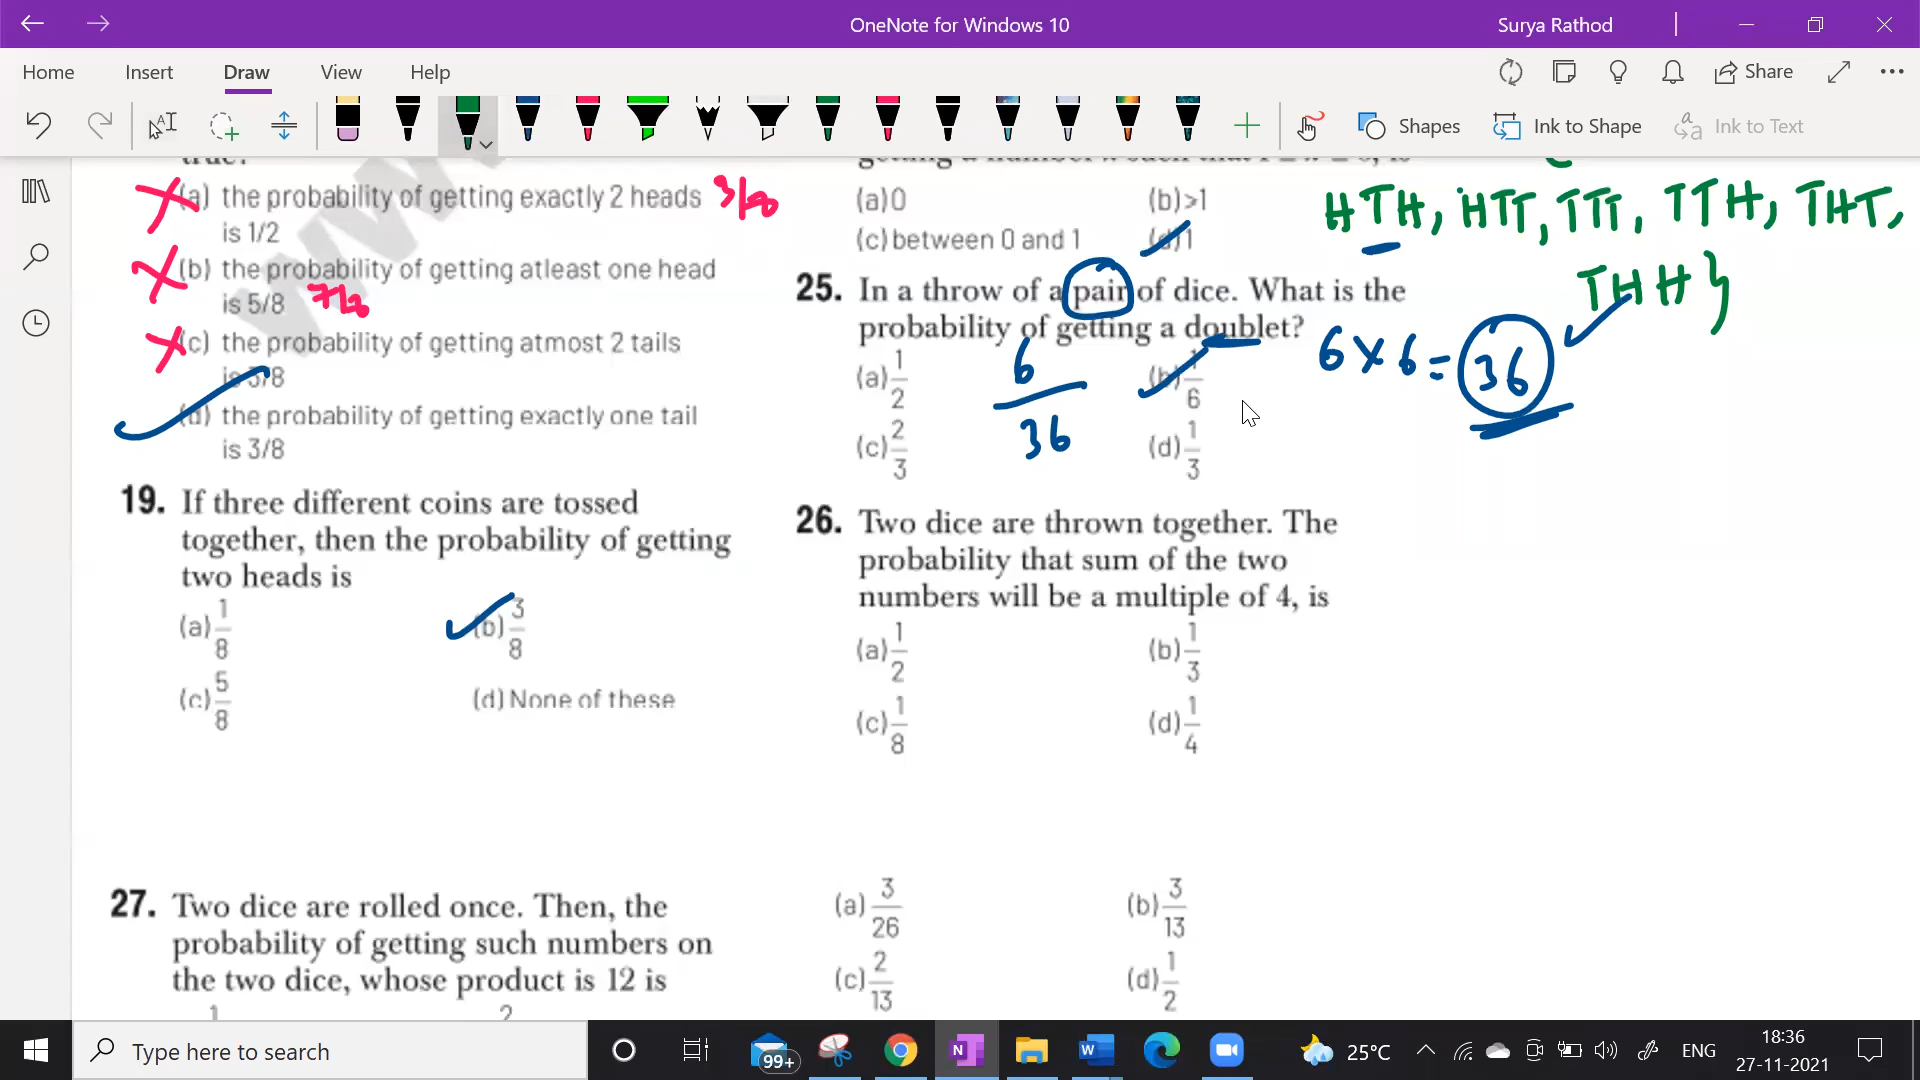 OneNote for Windows 10
Surya Rathod
Home Insert Draw View Help
Share
Shapes Ink to Shape Ink to Text
true?
(a) the probability of getting exactly 2 heads 3/8
is 1/2
(b) the probability of getting atleast one head
is 5/8 7/8
(c) the probability of getting atmost 2 tails
is 3/8
(d) the probability of getting exactly one tail
is 3/8
19. If three different coins are tossed
together, then the probability of getting
two heads is
(a) 1/8 (b) 3/8
(c) 5/8 (d) None of these
27. Two dice are rolled once. Then, the
probability of getting such numbers on
the two dice, whose product is 12 is
(a) 0 (b) >1
(c) between 0 and 1 (d) 1
25. In a throw of a pair of dice. What is the
probability of getting a doublet?
(a) 1/2 (b) 1/6
(c) 2/3 (d) 1/3
6/36
26. Two dice are thrown together. The
probability that sum of the two
numbers will be a multiple of 4, is
(a) 1/2 (b) 1/3
(c) 1/8 (d) 1/4
(a) 3/26 (b) 3/13
(c) 2/13 (d) 1/2
HTH, HTT, TTT, TTH, THT,
THH}
6 x 6 = 36
Type here to search
99+
25°C
ENG
18:36
27-11-2021